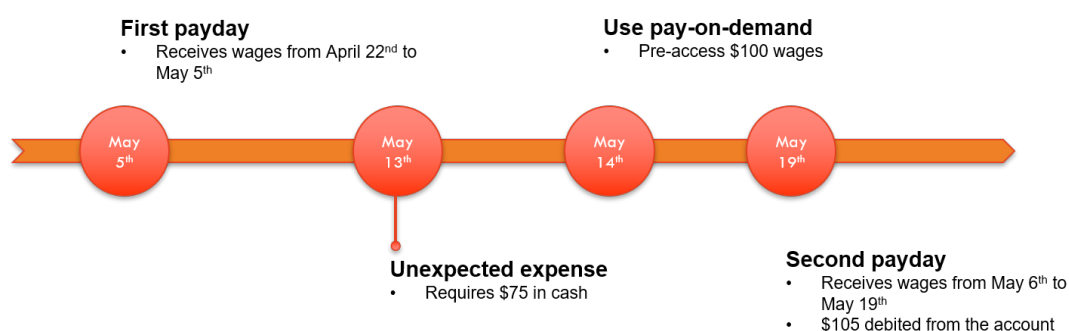 First payday
• Receives wages from April 22nd to
May 5th
Use pay-on-demand
• Pre-access $100 wages
May
5th
May
13th
May
14th
May
19th
Unexpected expense
• Requires $75 in cash
Second payday
• Receives wages from May 6th to
May 19th
• $105 debited from the account